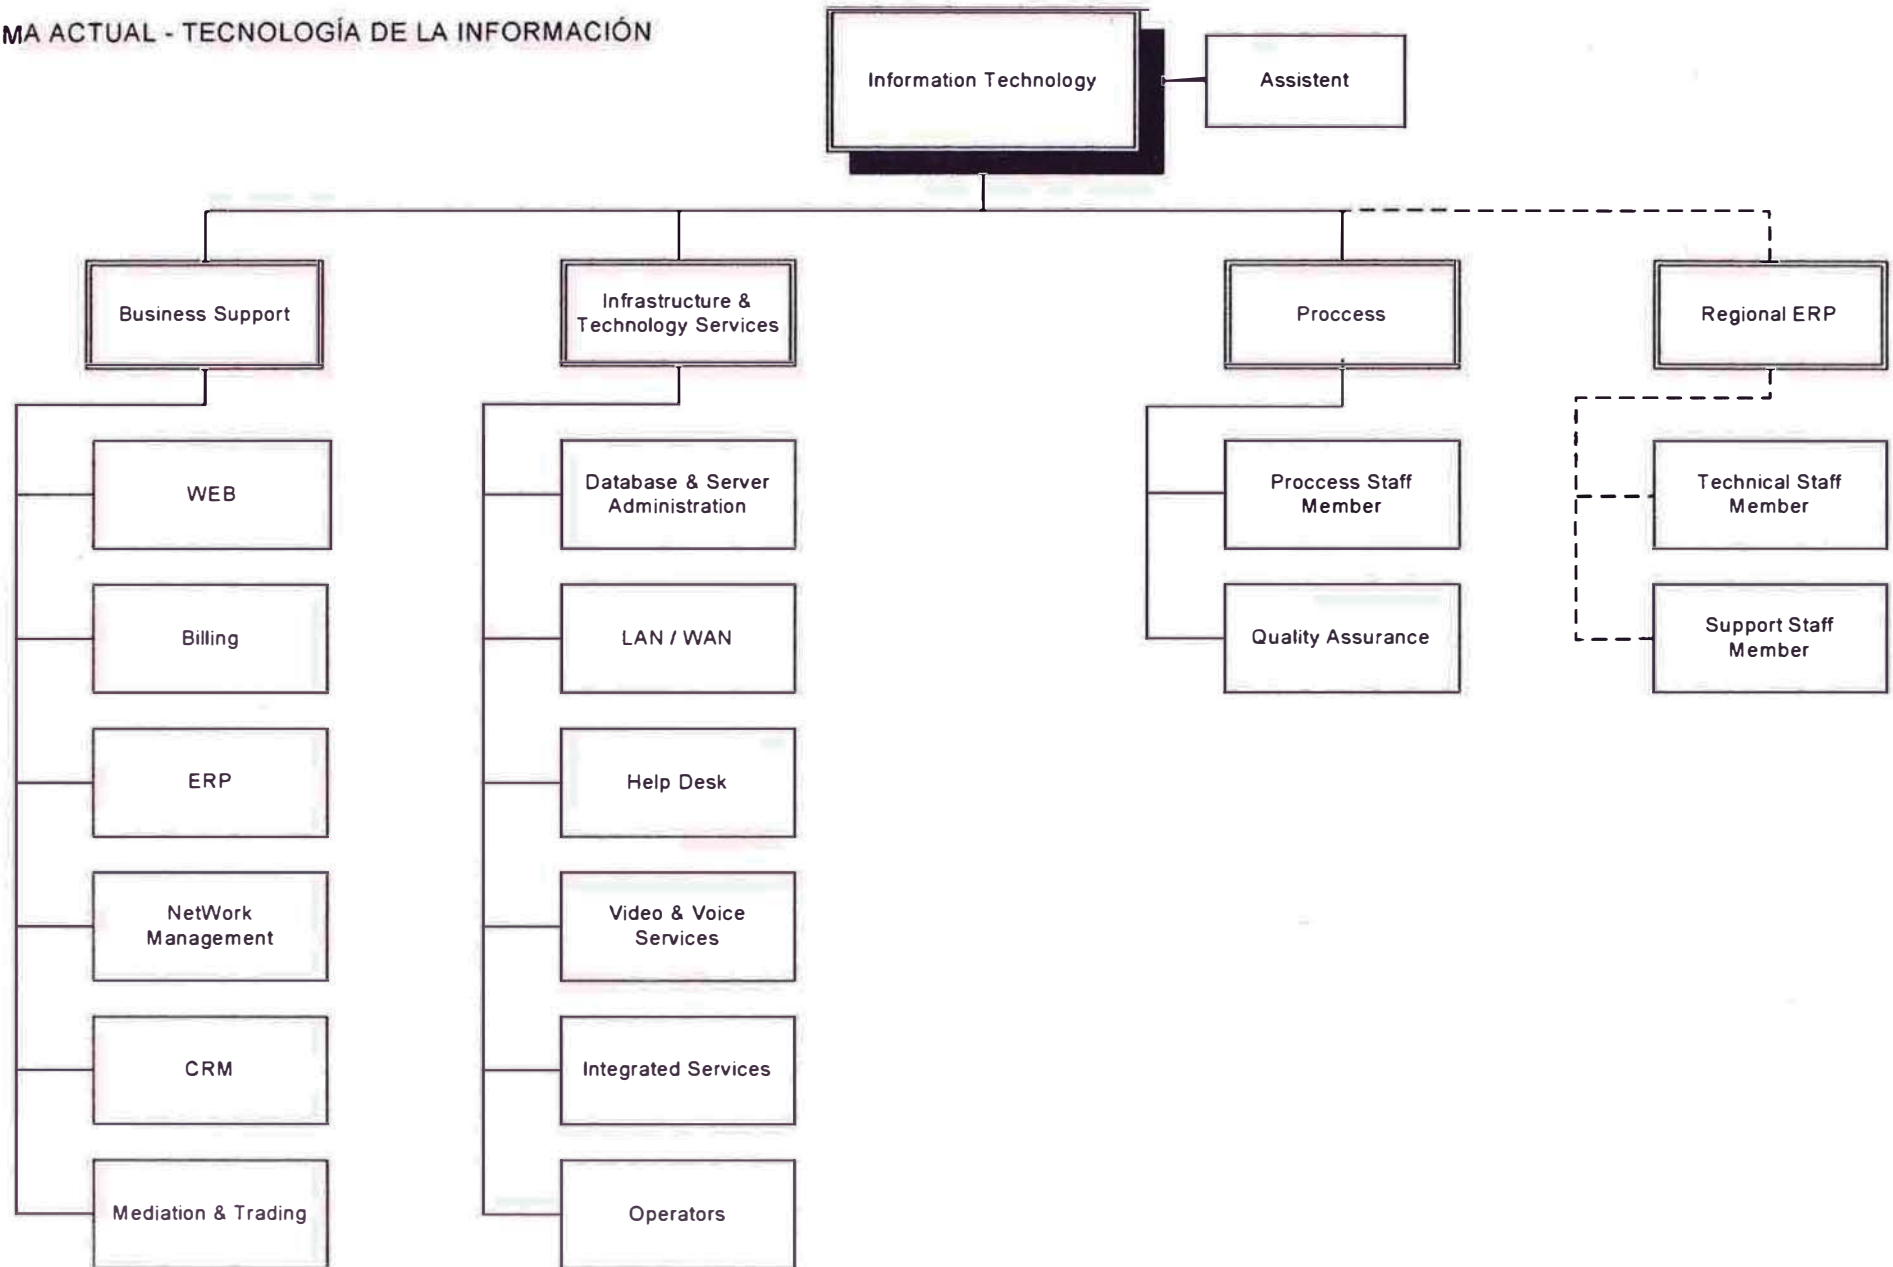 MA ACTUAL - TECNOLOGÍA DE LA INFORMACIÓN
Information Technology
Assistent
Business Support
Infrastructure &
Technology Services
Proccess
Regional ERP
WEB
Billing
ERP
NetWork
Management
CRM
Mediation & Trading
Database & Server
Administration
LAN / WAN
Help Desk
Video & Voice
Services
Integrated Services
Operators
Proccess Staff
Member
Quality Assurance
Technical Staff
Member
Support Staff
Member